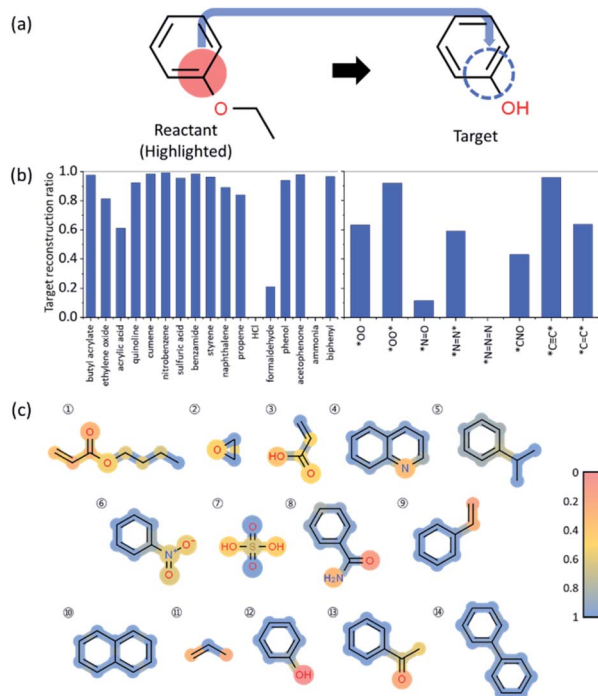 (a)
O
OH
Reactant
(Highlighted)
Target
(b)
Target reconstruction ratio
1.0
0.8
0.6
0.4
0.2
0.0
butyl acrylate
ethylene oxide
acrylic acid
quinoline
cumene
nitrobenzene
sulfuric acid
benzamide
styrene
naphthalene
propene
HCl
formaldehyde
phenol
acetophenone
ammonia
biphenyl
*OO
*OO*
*N=O
*N=N*
*N=N=N
*CNO
*C≡C*
*C=C*
(c)
① ② ③ ④ ⑤
O
O
O
HO
O
N
⑥ ⑦ ⑧ ⑨
N⁺
O⁻
O
O
HO S OH
O
O
H₂N
⑩ ⑪ ⑫ ⑬ ⑭
OH
O
0
0.2
0.4
0.6
0.8
1